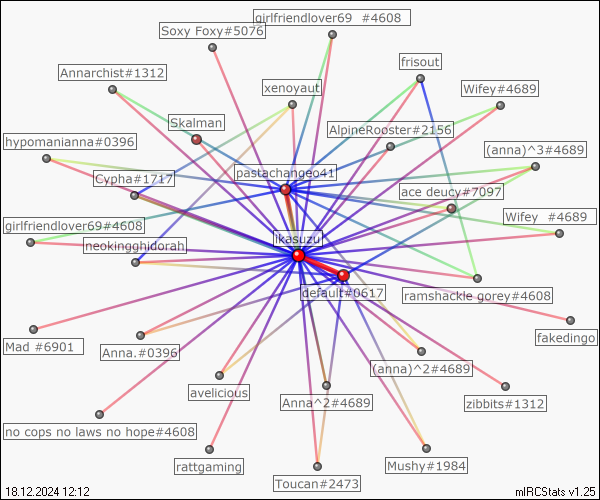 girlfriendlover69 #4608
Soxy Foxy#5076
frisout
Annarchist#1312
xenoyaut
Wifey#4689
Skalman
AlpineRooster#2156
hypomanianna#0396
(anna)^3#4689
pastachangeo41
Cypha#1717
ace deucy#7097
girlfriendlover69#4608
Wifey #4689
ikasuzu
neokingghidorah
default#0617
ramshackle gorey#4608
fakedingo
Mad #6901
Anna.#0396
(anna)^2#4689
avelicious
Anna^2#4689
zibbits#1312
no cops no laws no hope#4608
rattgaming
Mushy#1984
Toucan#2473
18.12.2024 12:12
mIRCStats v1.25